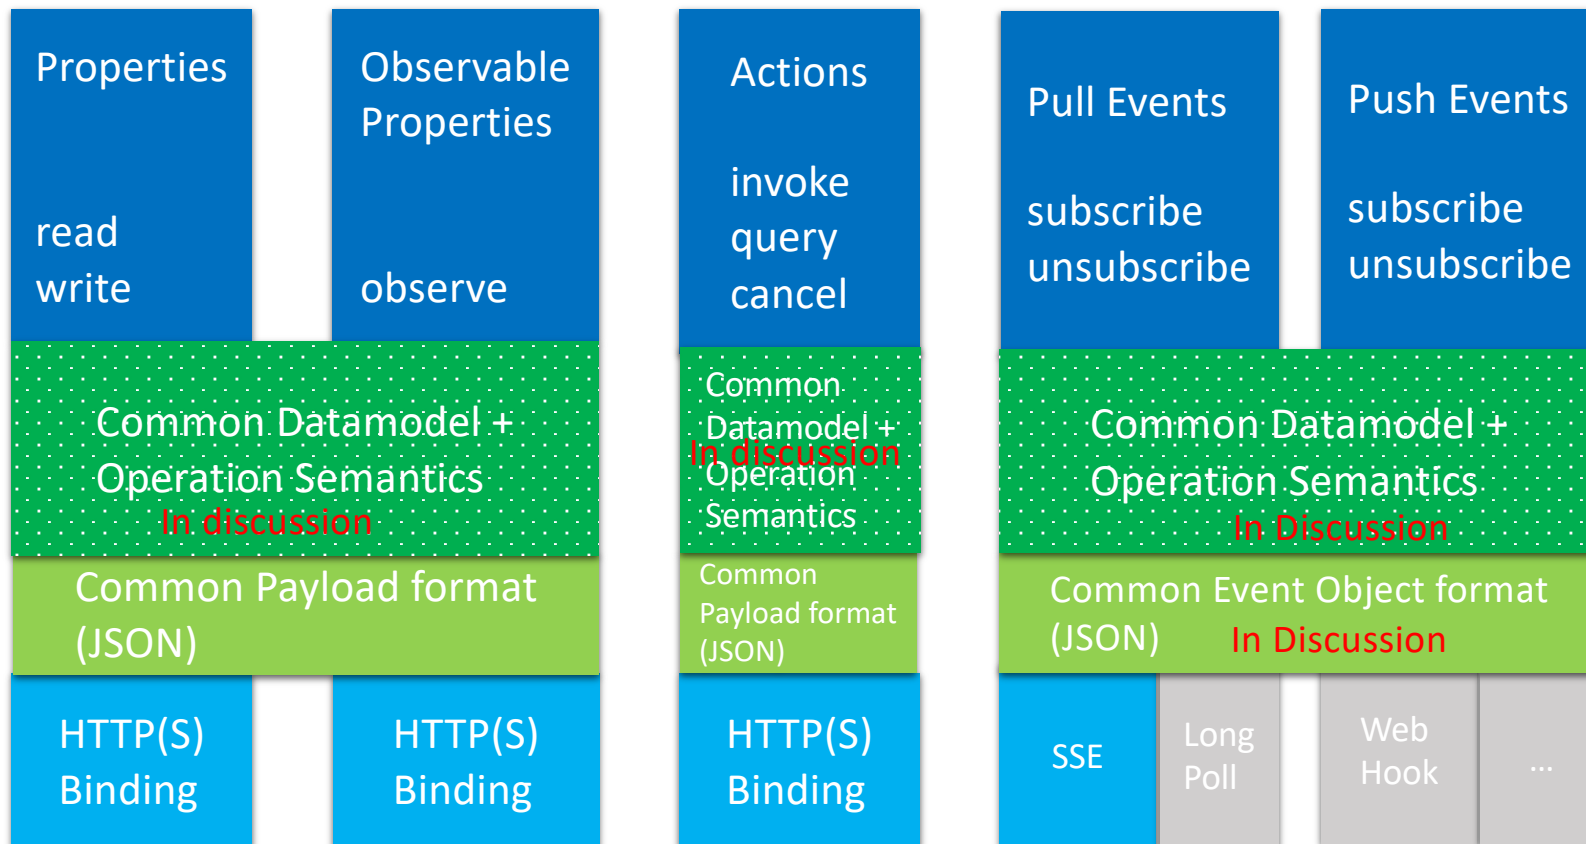 Properties
read
write
Observable
Properties
observe
Actions
invoke
query
cancel
Pull Events
subscribe
unsubscribe
Push Events
subscribe
unsubscribe
Common Datamodel +
Operation Semantics
In discussion
Common
Datamodel +
In discussion
Operation
Semantics
Common Datamodel +
Operation Semantics
In Discussion
Common Payload format
(JSON)
Common
Payload format
(JSON)
Common Event Object format
(JSON) In Discussion
HTTP(S)
Binding
HTTP(S)
Binding
HTTP(S)
Binding
SSE
Long
Poll
Web
Hook
...